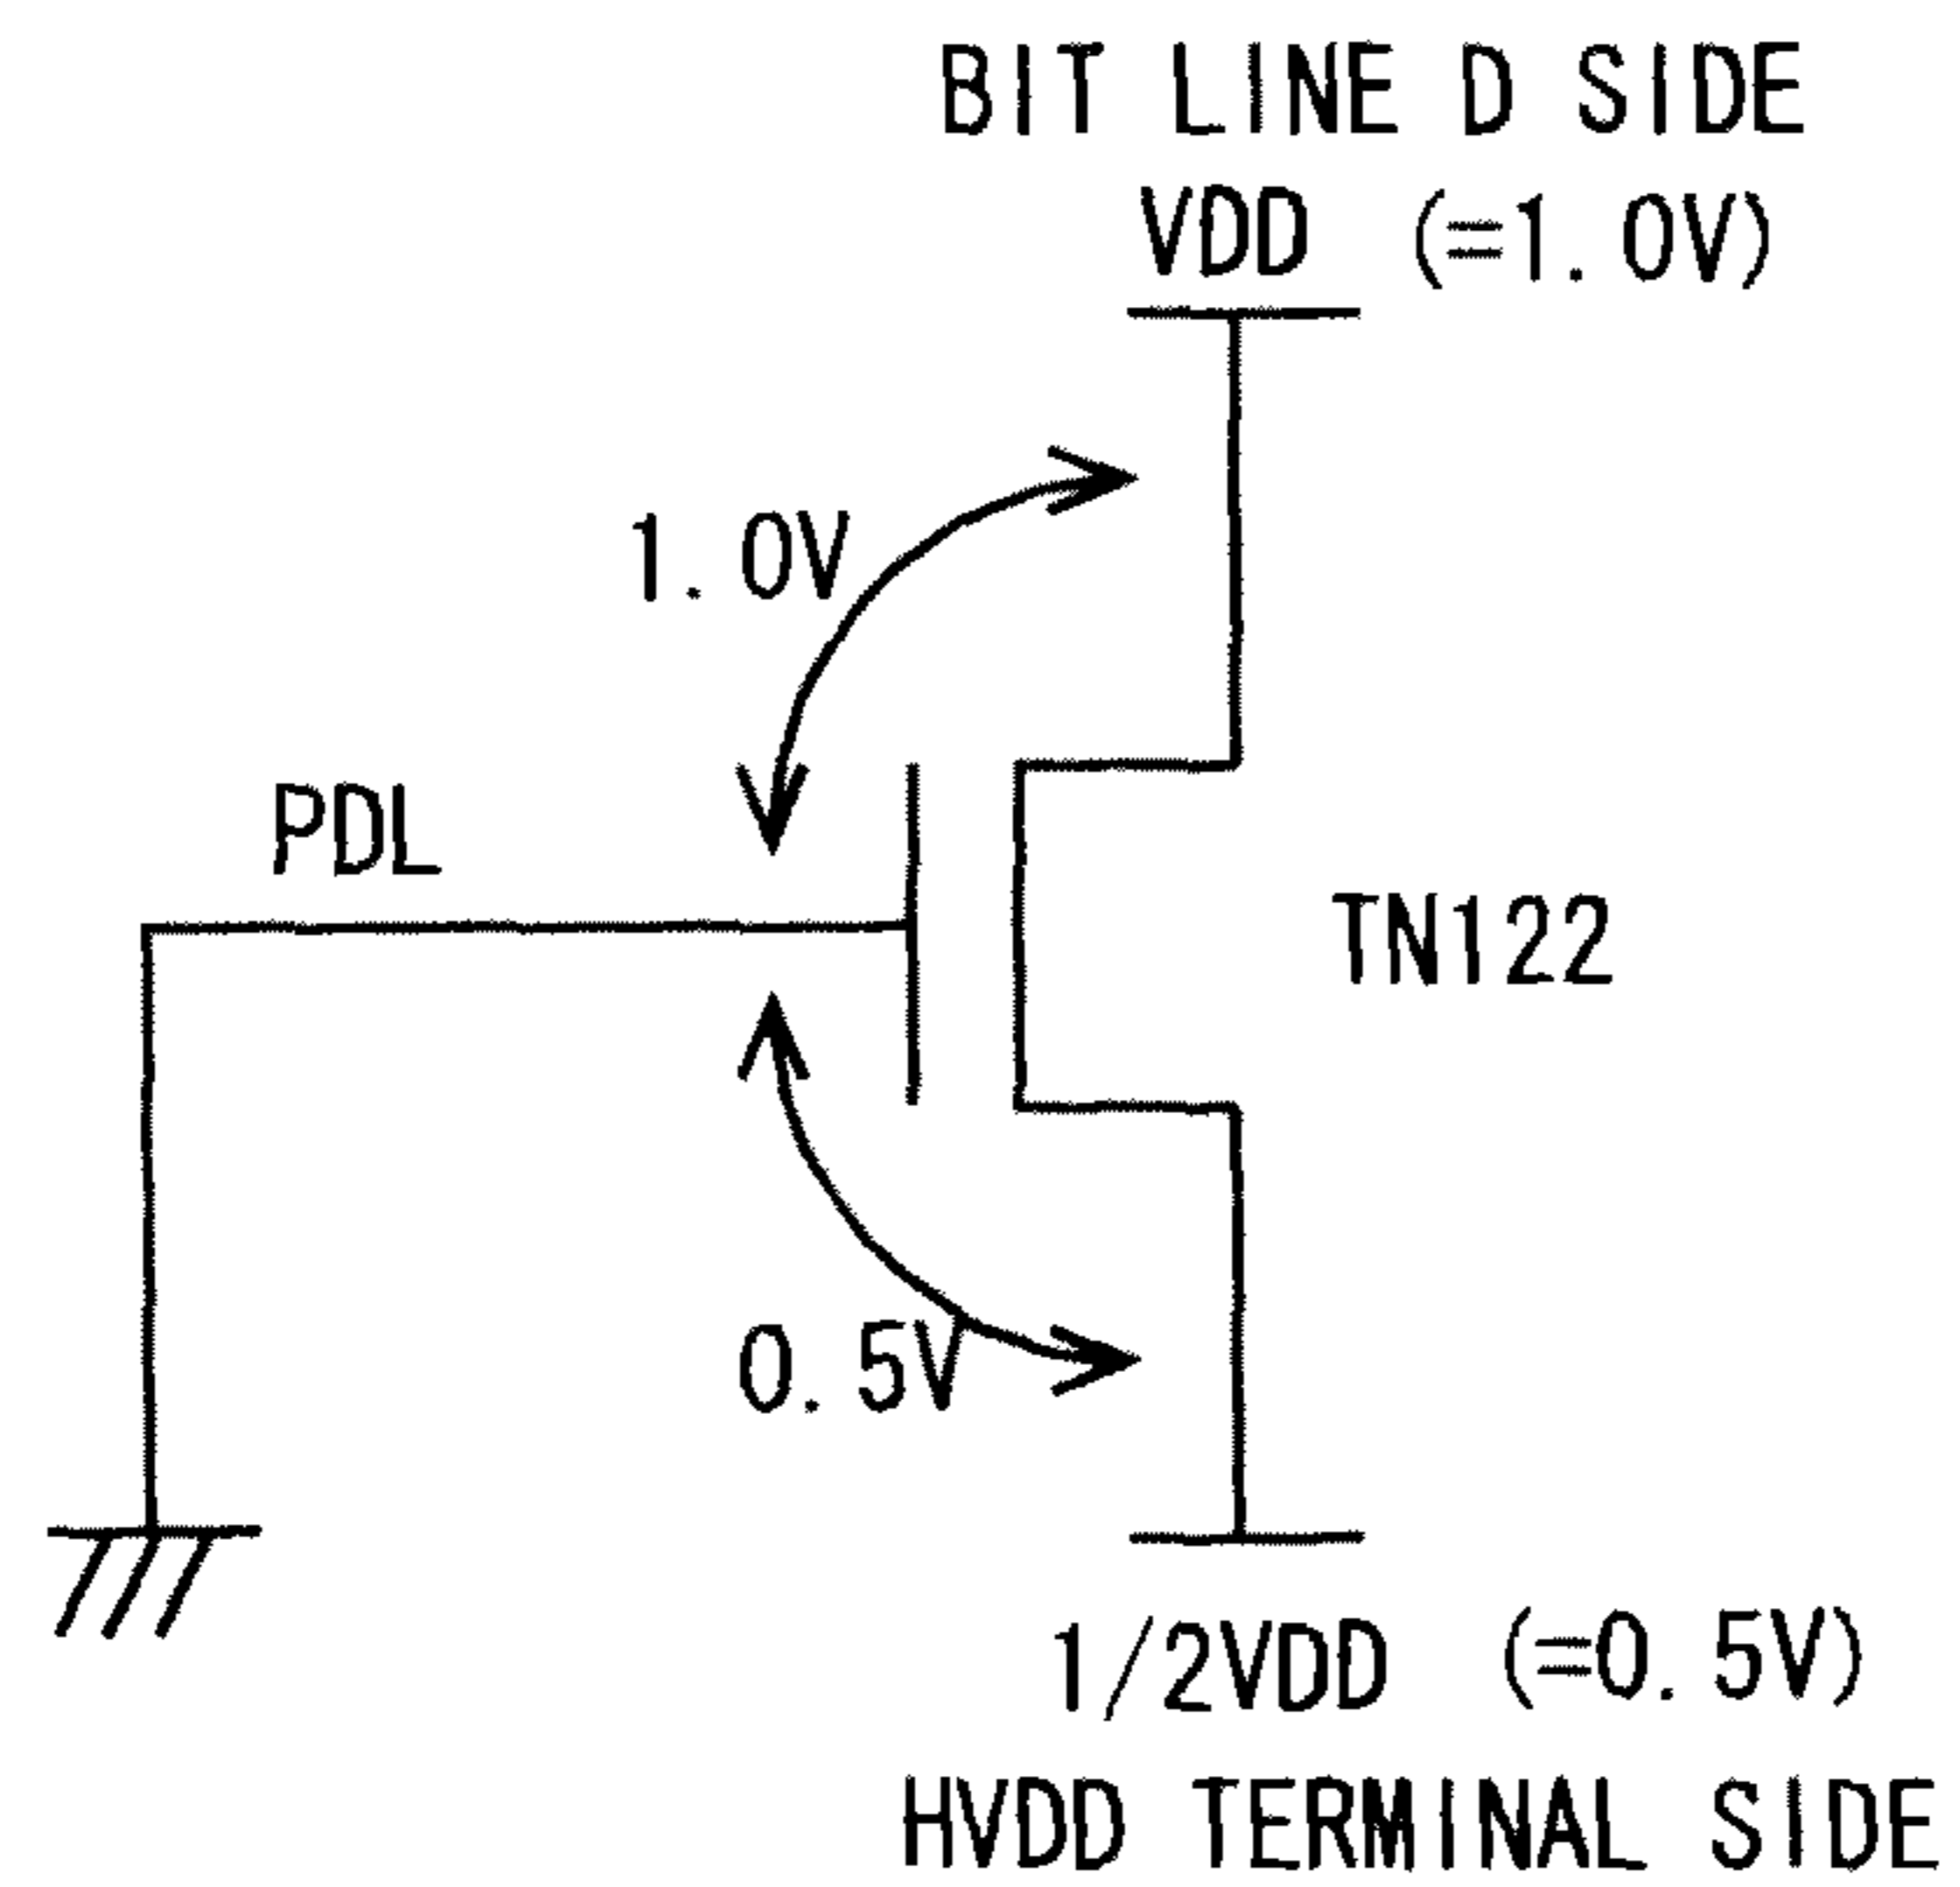 BIT LINE D SIDE
VDD (=1.0V)
1.0V
PDL
TN122
0.5V
1/2VDD (=0.5V)
HVDD TERMINAL SIDE